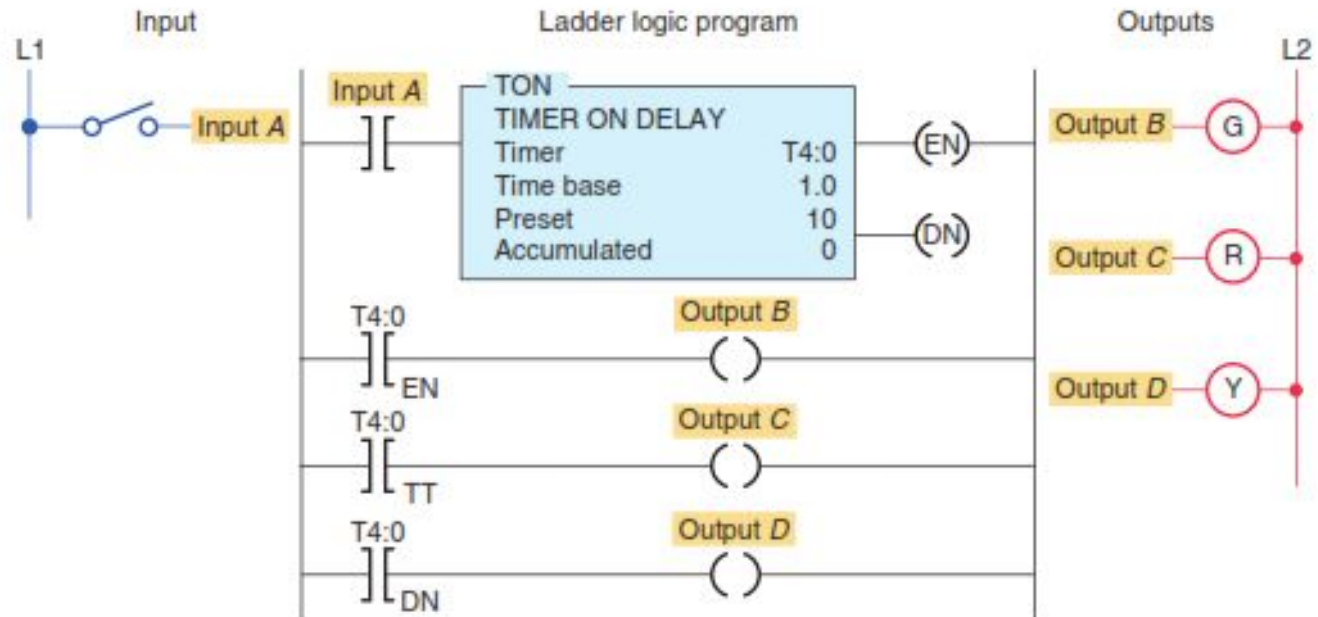 Input
Ladder logic program
Outputs
L1
L2
Input A
Input A
TON
TIMER ON DELAY
Timer T4:0
Time base 1.0
Preset 10
Accumulated 0
EN
DN
Output B
G
Output C
R
Output D
Y
T4:0
EN
Output B
T4:0
TT
Output C
T4:0
DN
Output D